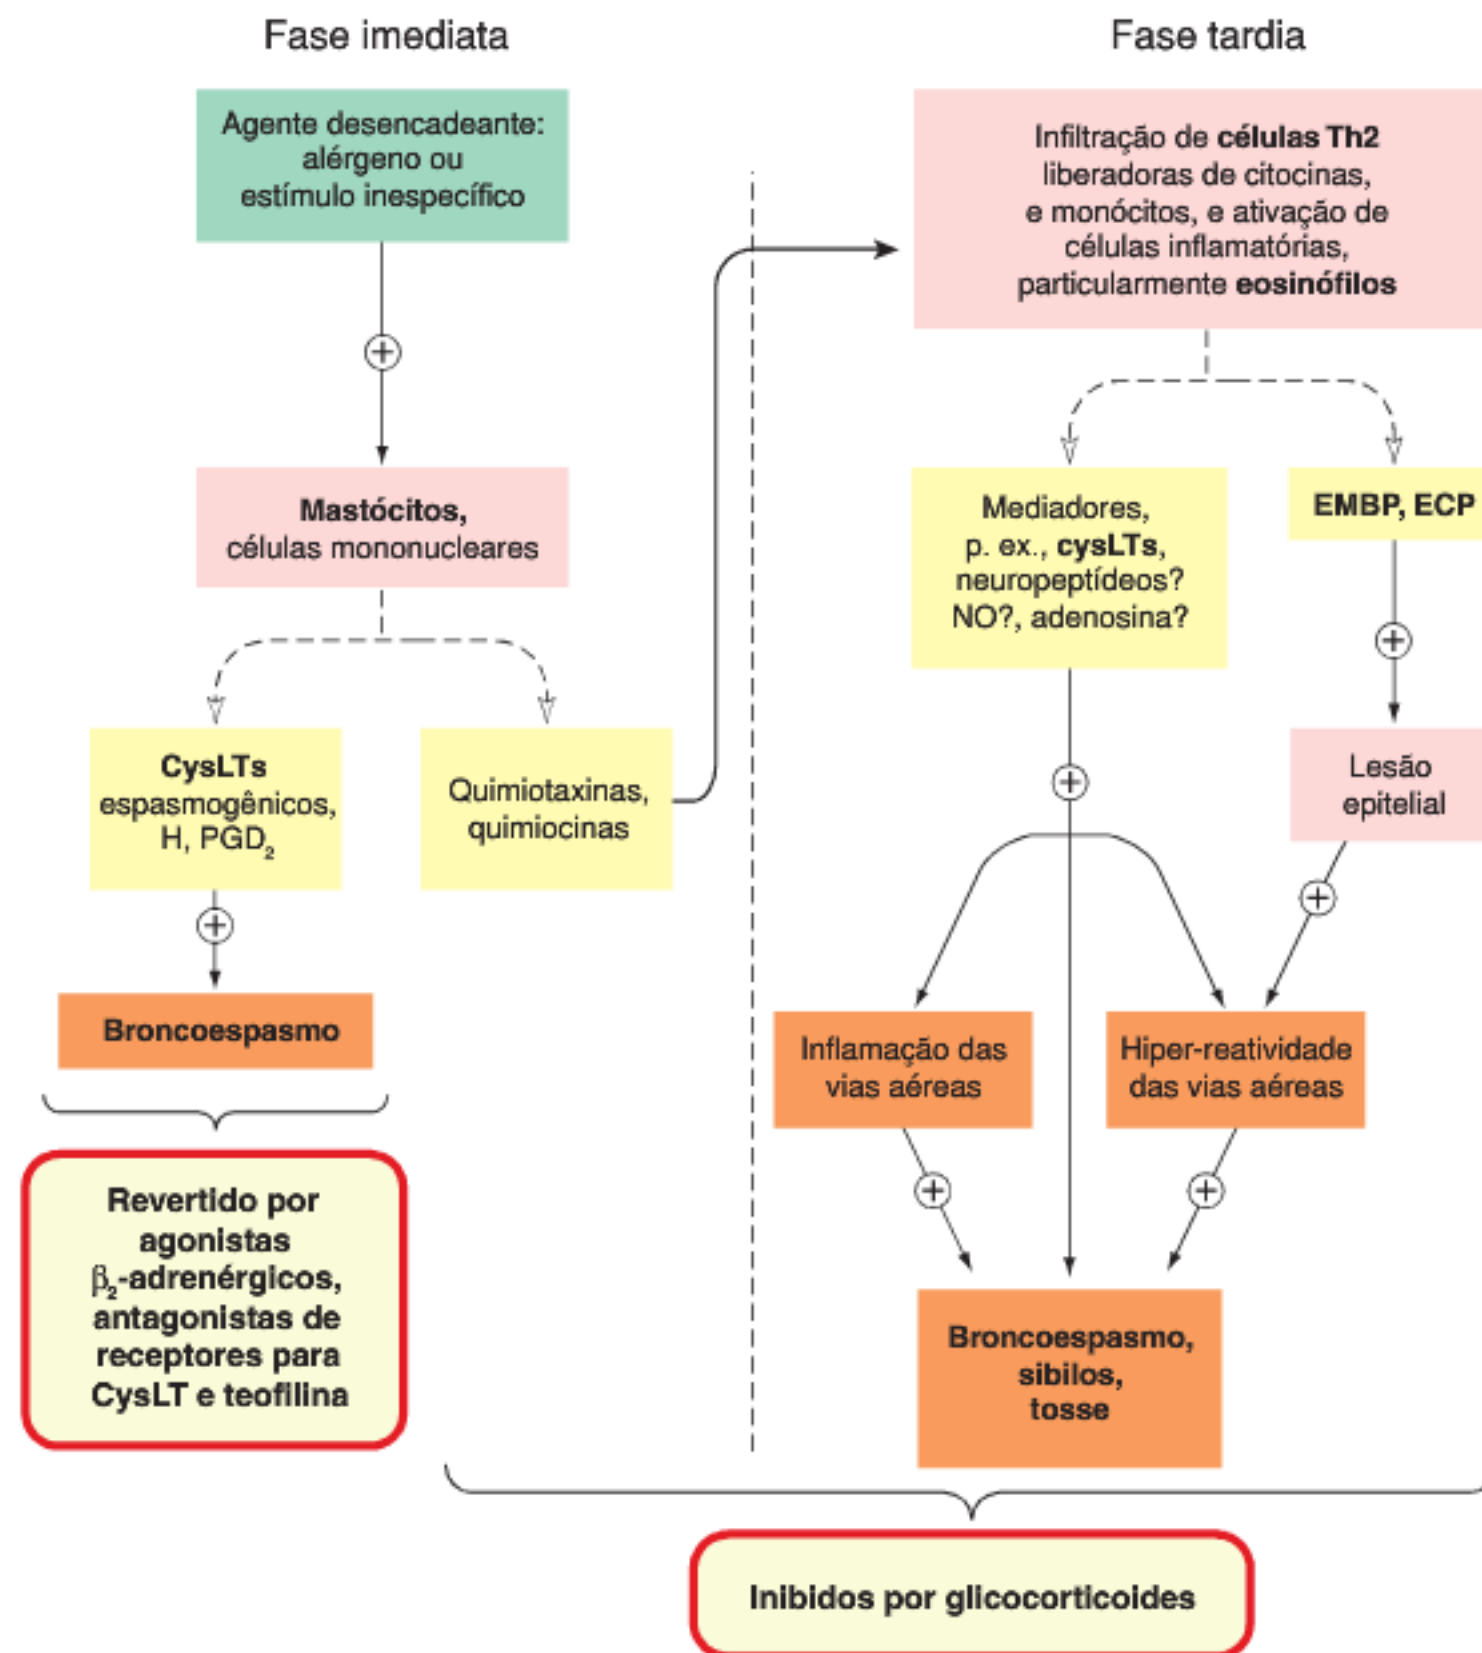 Fase imediata
Agente desencadeante:
alérgeno ou
estímulo inespecífico
+
Mastócitos,
células mononucleares
CysLTs
espasmogênicos,
H, PGD₂
Quimiotaxinas,
quimiocinas
+
Broncoespasmo
Revertido por
agonistas
β₂-adrenérgicos,
antagonistas de
receptores para
CysLT e teofilina
Fase tardia
Infiltração de células Th2
liberadoras de citocinas,
e monócitos, e ativação de
células inflamatórias,
particularmente eosinófilos
Mediadores,
p. ex., cysLTs,
neuropeptídeos?
NO?, adenosina?
EMBP, ECP
+
Lesão
epitelial
+
+
Inflamação das
vias aéreas
Hiper-reatividade
das vias aéreas
+
+
Broncoespasmo,
sibilos,
tosse
Inibidos por glicocorticoides